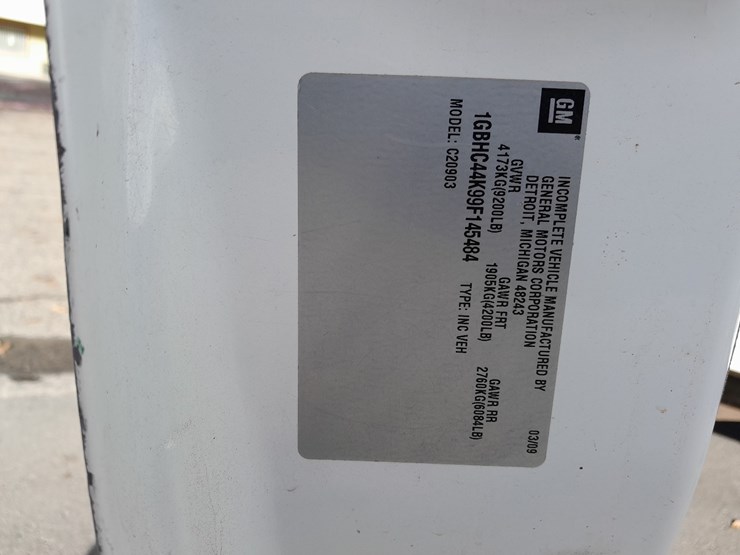 GM
INCOMPLETE VEHICLE MANUFACTURED BY
GENERAL MOTORS CORPORATION
DETROIT, MICHIGAN 48243
03/09
GVWR GAWR FRT GAWR RR
4173KG(9200LB) 1905KG(4200LB) 2760KG(6084LB)
1GBHC44K99F145484 TYPE: INC VEH
MODEL: C20903